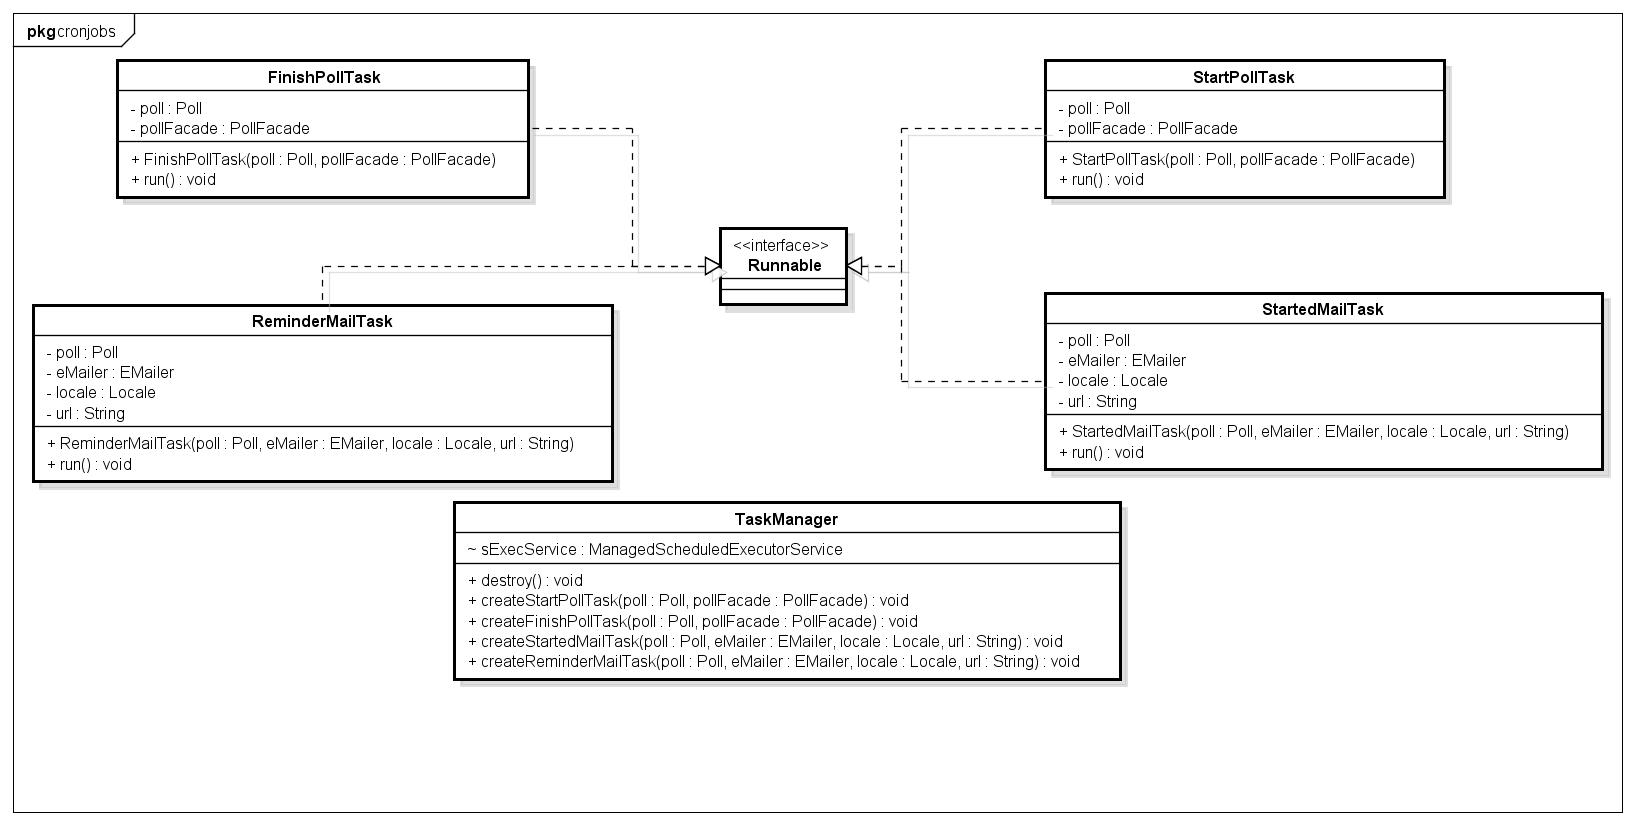 pkg cronjobs
FinishPollTask
- poll : Poll
- pollFacade : PollFacade
+ FinishPollTask(poll : Poll, pollFacade : PollFacade)
+ run() : void
StartPollTask
- poll : Poll
- pollFacade : PollFacade
+ StartPollTask(poll : Poll, pollFacade : PollFacade)
+ run() : void
<<interface>>
Runnable
ReminderMailTask
- poll : Poll
- eMailer : EMailer
- locale : Locale
- url : String
+ ReminderMailTask(poll : Poll, eMailer : EMailer, locale : Locale, url : String)
+ run() : void
StartedMailTask
- poll : Poll
- eMailer : EMailer
- locale : Locale
- url : String
+ StartedMailTask(poll : Poll, eMailer : EMailer, locale : Locale, url : String)
+ run() : void
TaskManager
~ sExecService : ManagedScheduledExecutorService
+ destroy() : void
+ createStartPollTask(poll : Poll, pollFacade : PollFacade) : void
+ createFinishPollTask(poll : Poll, pollFacade : PollFacade) : void
+ createStartedMailTask(poll : Poll, eMailer : EMailer, locale : Locale, url : String) : void
+ createReminderMailTask(poll : Poll, eMailer : EMailer, locale : Locale, url : String) : void